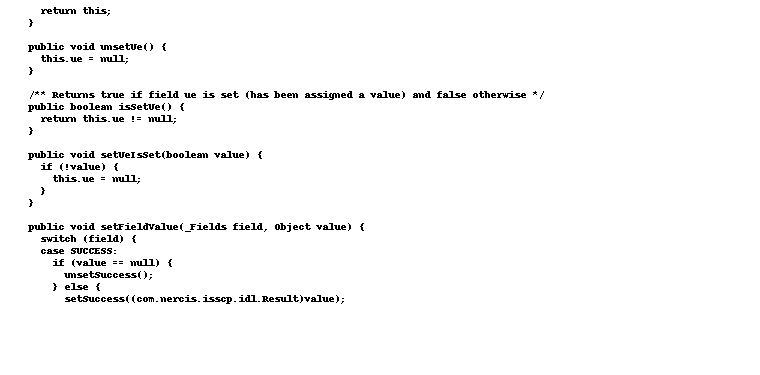 return this;
}
public void unsetUe() {
this.ue = null;
}
/** Returns true if field ue is set (has been assigned a value) and false otherwise */
public boolean isSetUe() {
return this.ue != null;
}
public void setUeIsSet(boolean value) {
if (!value) {
this.ue = null;
}
}
public void setFieldValue(_Fields field, Object value) {
switch (field) {
case SUCCESS:
if (value == null) {
unsetSuccess();
} else {
setSuccess((com.nercis.isscp.idl.Result)value);